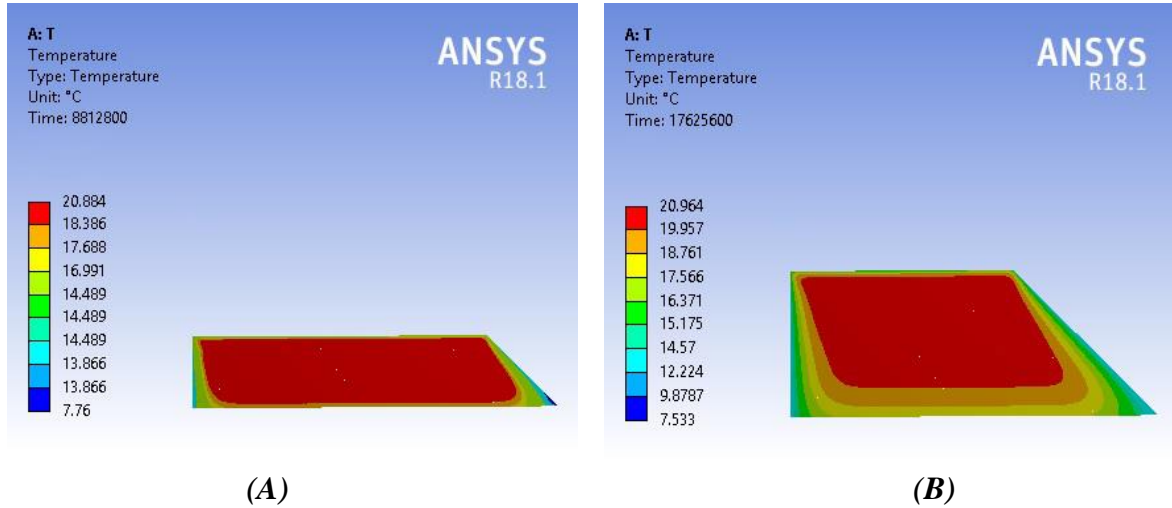 A: T
Temperature
Type: Temperature
Unit: °C
Time: 8812800
ANSYS
R18.1
20.884
18.386
17.688
16.991
14.489
14.489
14.489
13.866
13.866
7.76
(A)
A: T
Temperature
Type: Temperature
Unit: °C
Time: 17625600
ANSYS
R18.1
20.964
19.957
18.761
17.566
16.371
15.175
14.57
12.224
9.8787
7.533
(B)